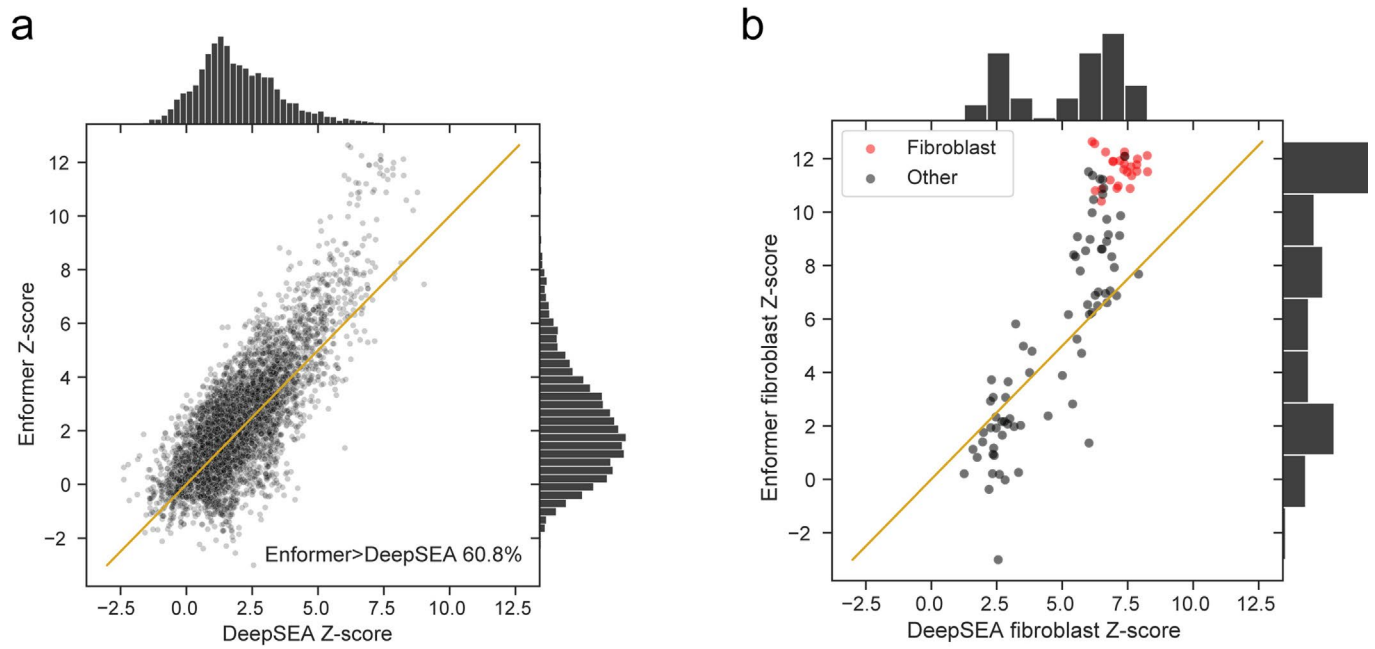 a
12
10
8
6
4
2
0
−2
Enformer Z-score
Enformer>DeepSEA 60.8%
−2.5 0.0 2.5 5.0 7.5 10.0 12.5
DeepSEA Z-score
b
Fibroblast
Other
12
10
8
6
4
2
0
−2
Enformer fibroblast Z-score
−2.5 0.0 2.5 5.0 7.5 10.0 12.5
DeepSEA fibroblast Z-score